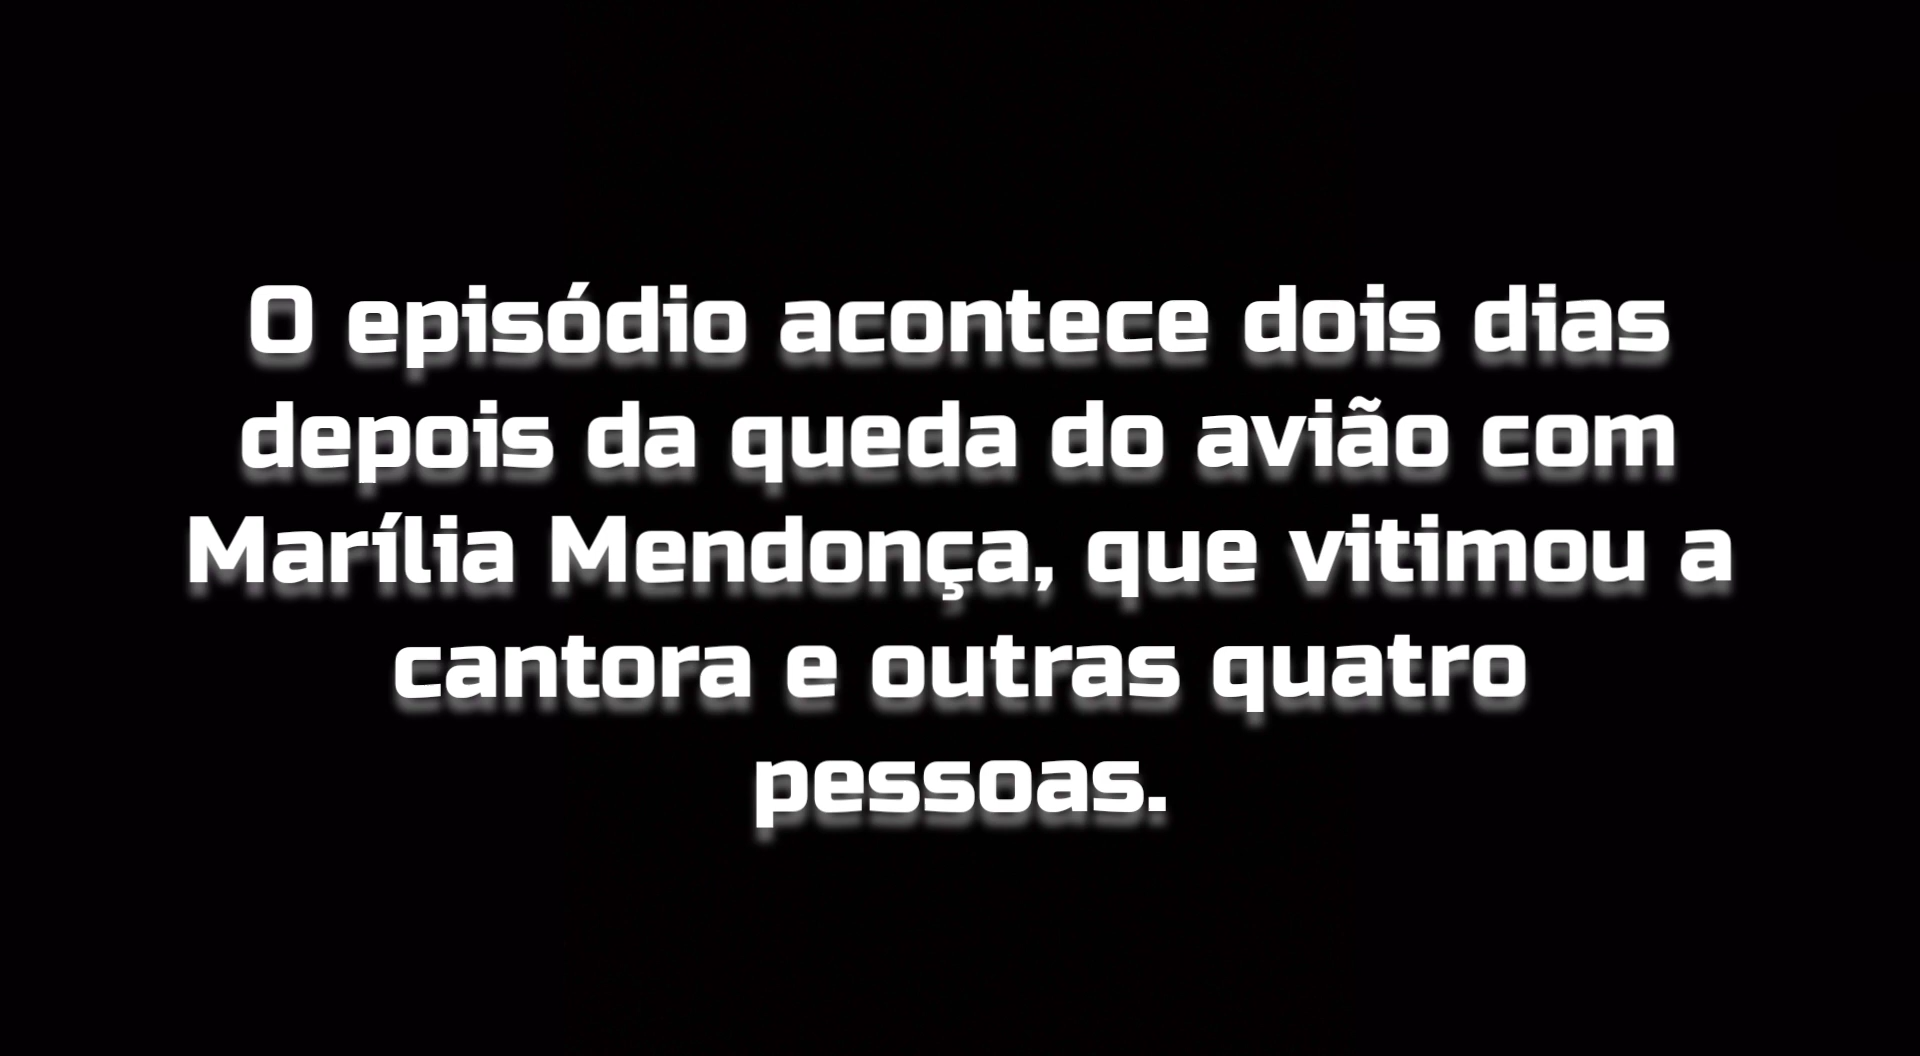 O episódio acontece dois dias
depois da queda do avião com
Marília Mendonça, que vitimou a
cantora e outras quatro
pessoas.